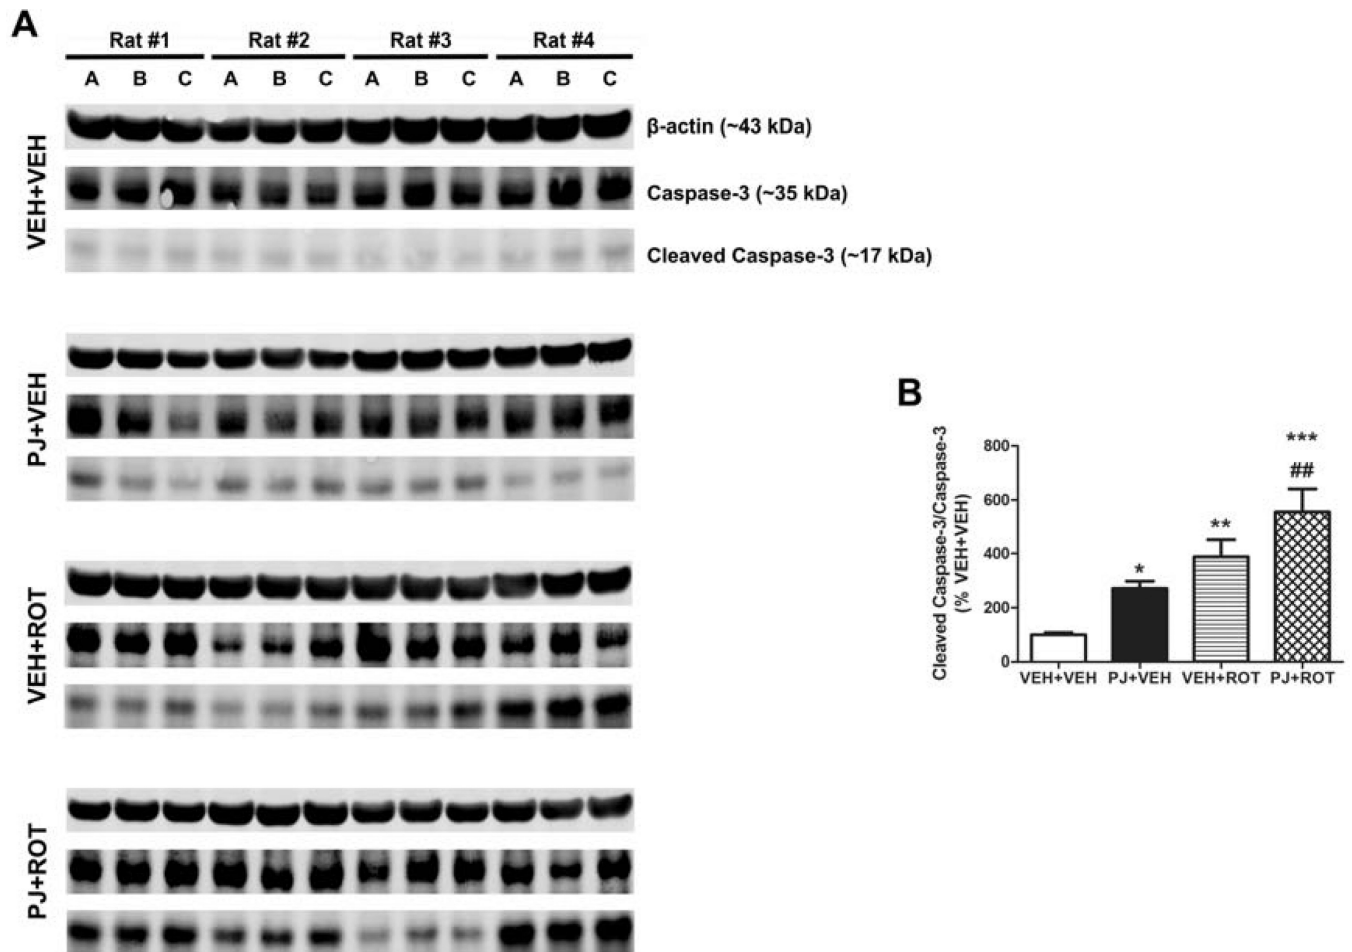 A
Rat #1 Rat #2 Rat #3 Rat #4
A B C A B C A B C A B C
VEH+VEH
β-actin (~43 kDa)
Caspase-3 (~35 kDa)
Cleaved Caspase-3 (~17 kDa)
PJ+VEH
VEH+ROT
PJ+ROT
B
Cleaved Caspase-3/Caspase-3
(% VEH+VEH)
800
600
400
200
0
*
**
***
##
VEH+VEH PJ+VEH VEH+ROT PJ+ROT